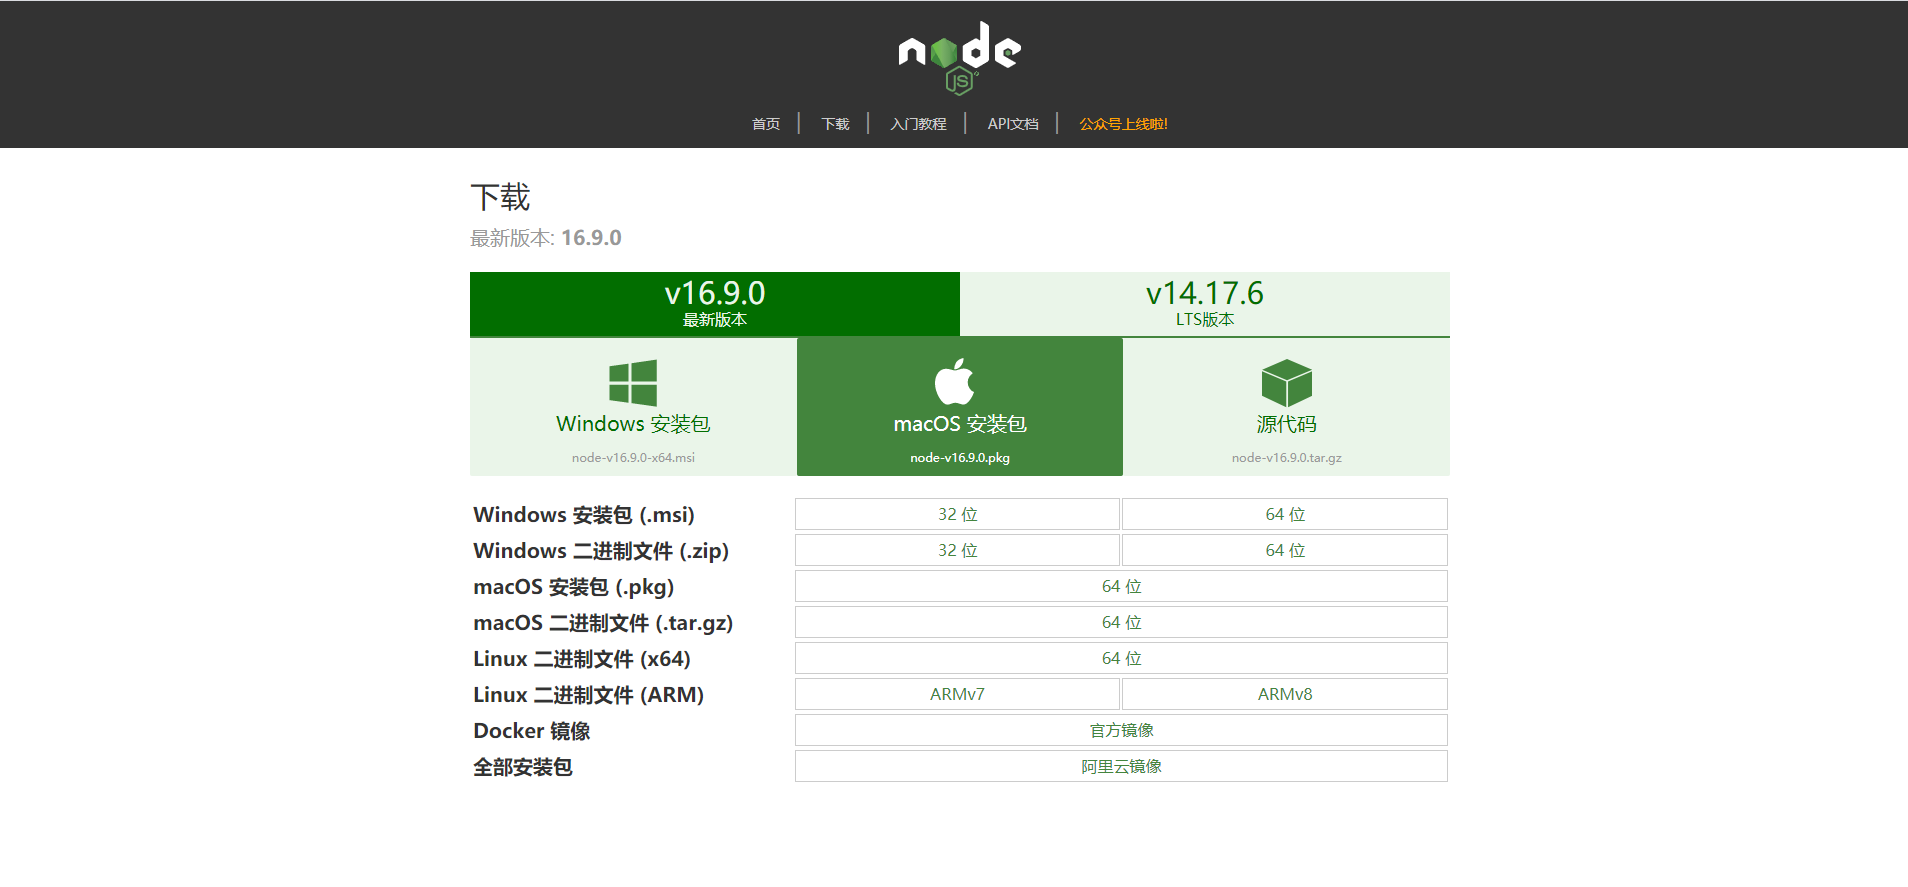 node
JS
首页 下载 入门教程 API文档 公众号上线啦!
下载
最新版本: 16.9.0
v16.9.0 v14.17.6
最新版本 LTS版本
Windows 安装包 macOS 安装包 源代码
node-v16.9.0-x64.msi node-v16.9.0.pkg node-v16.9.0.tar.gz
Windows 安装包 (.msi) 32 位 64 位
Windows 二进制文件 (.zip) 32 位 64 位
macOS 安装包 (.pkg) 64 位
macOS 二进制文件 (.tar.gz) 64 位
Linux 二进制文件 (x64) 64 位
Linux 二进制文件 (ARM) ARMv7 ARMv8
Docker 镜像 官方镜像
全部安装包 阿里云镜像